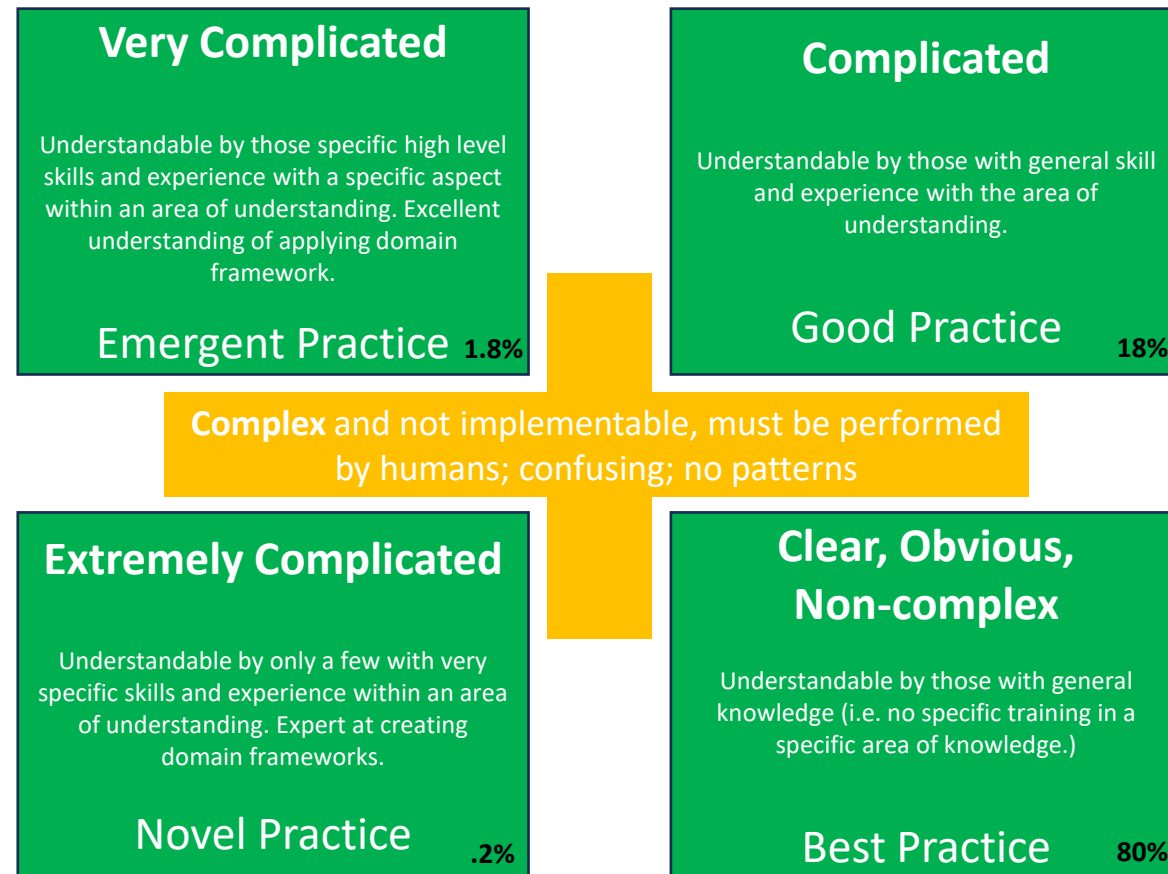 Very Complicated
Understandable by those specific high level
skills and experience with a specific aspect
within an area of understanding. Excellent
understanding of applying domain
framework.
Emergent Practice 1.8%
Complicated
Understandable by those with general skill
and experience with the area of
understanding.
Good Practice 18%
Complex and not implementable, must be performed
by humans; confusing; no patterns
Extremely Complicated
Understandable by only a few with very
specific skills and experience within an area
of understanding. Expert at creating
domain frameworks.
Novel Practice .2%
Clear, Obvious,
Non-complex
Understandable by those with general
knowledge (i.e. no specific training in a
specific area of knowledge.)
Best Practice 80%